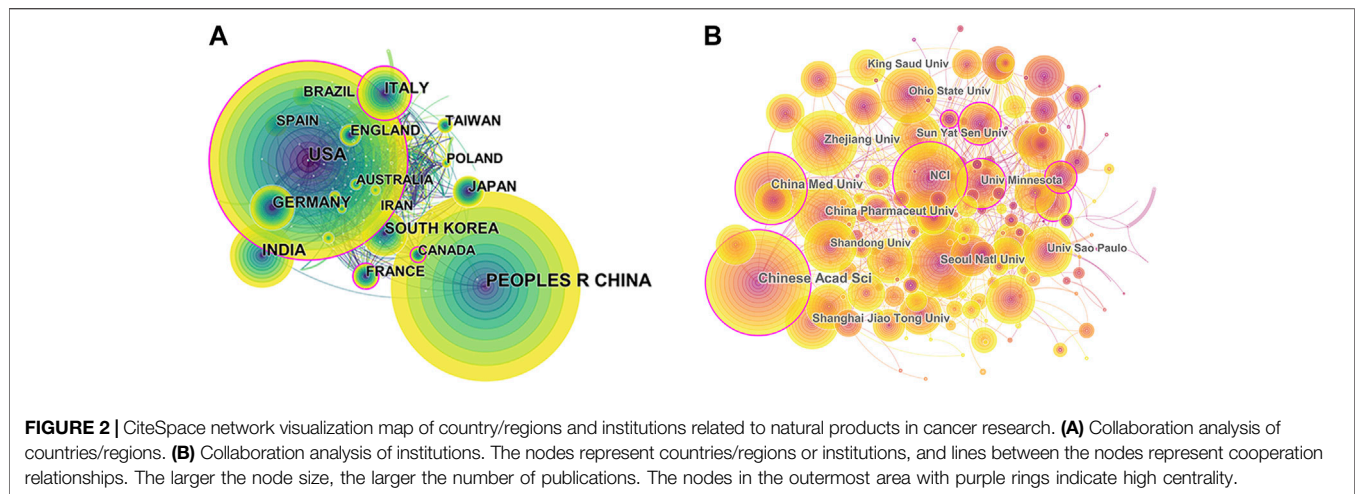 A
B
BRAZIL
ITALY
SPAIN
ENGLAND
TAIWAN
USA
POLAND
AUSTRALIA
JAPAN
GERMANY
IRAN
SOUTH KOREA
INDIA
CANADA
FRANCE
PEOPLES R CHINA
King Saud Univ
Ohio State Univ
Sun Yat Sen Univ
Zhejiang Univ
NCI
Univ Minnesota
China Med Univ
China Pharmaceut Univ
Shandong Univ
Univ Sao Paulo
Seoul Natl Univ
Chinese Acad Sci
Shanghai Jiao Tong Univ
FIGURE 2 | CiteSpace network visualization map of country/regions and institutions related to natural products in cancer research. (A) Collaboration analysis of
countries/regions. (B) Collaboration analysis of institutions. The nodes represent countries/regions or institutions, and lines between the nodes represent cooperation
relationships. The larger the node size, the larger the number of publications. The nodes in the outermost area with purple rings indicate high centrality.